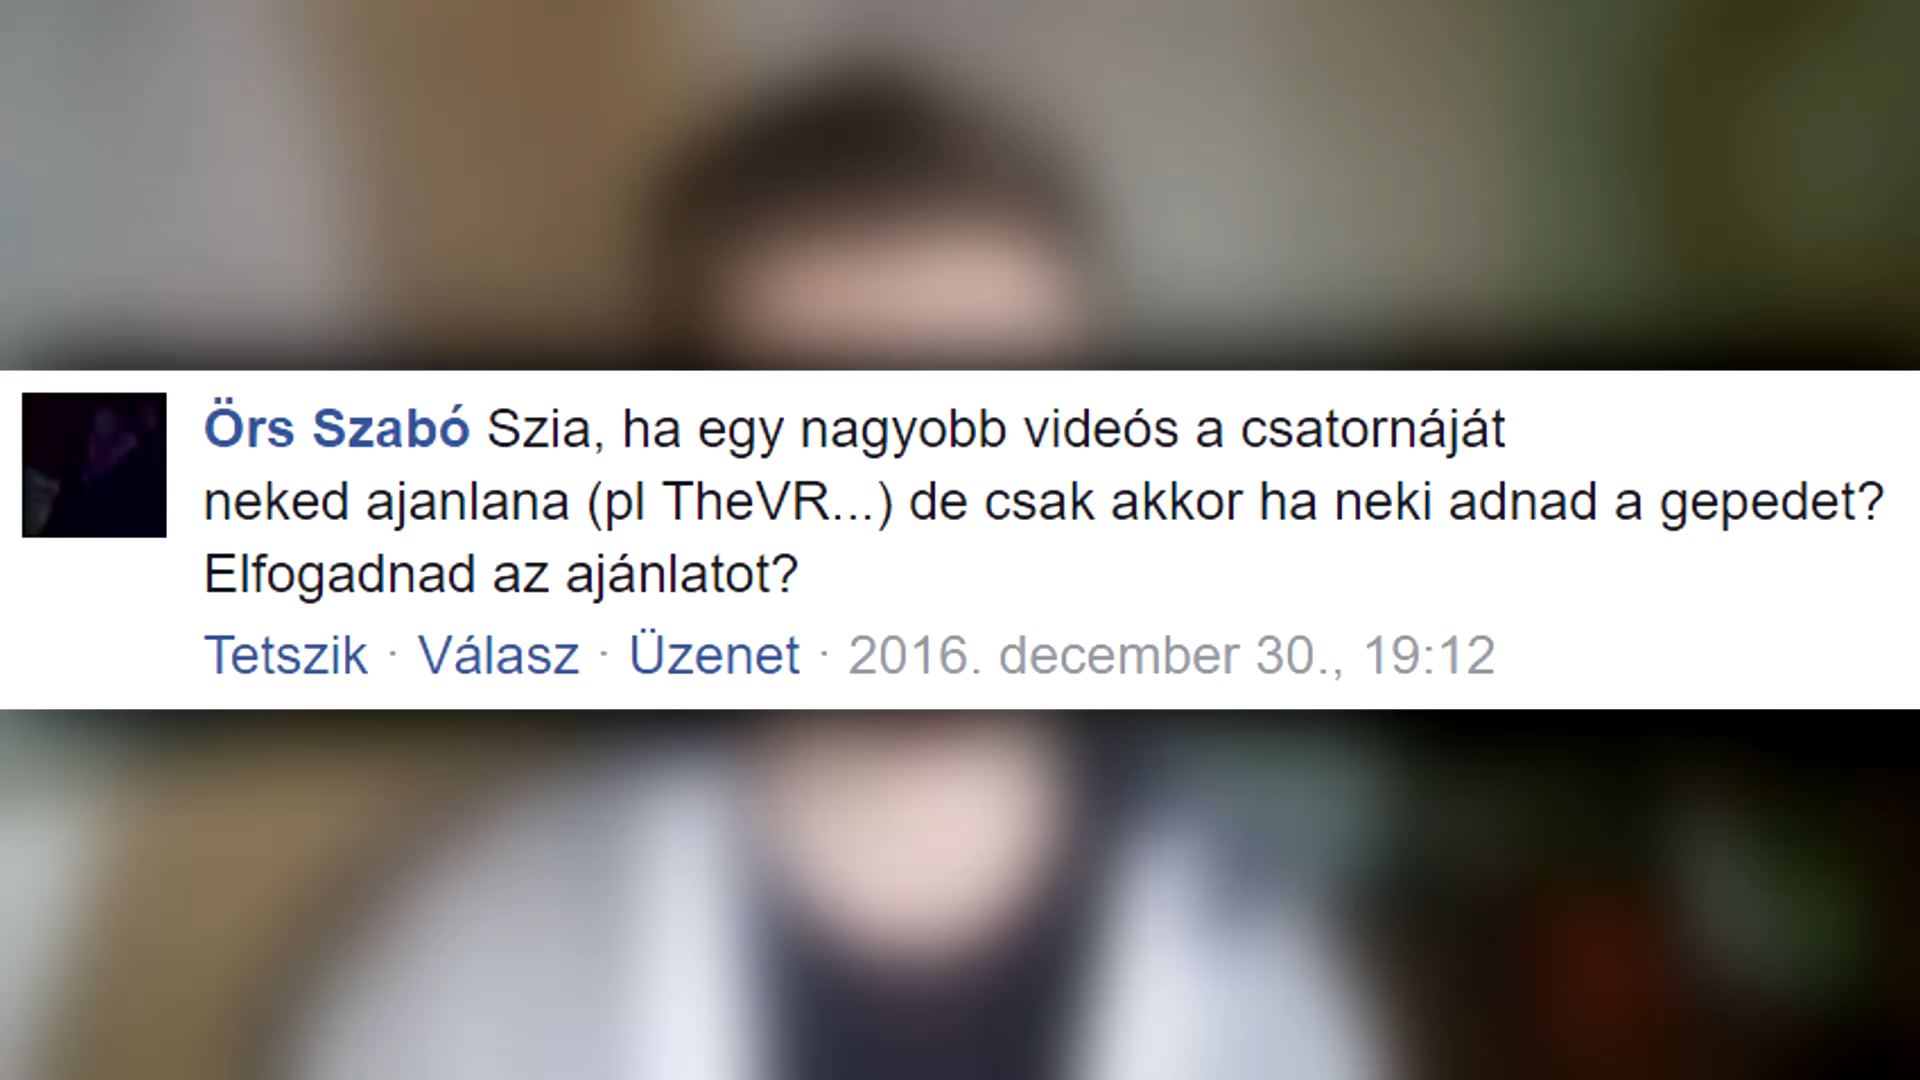 Örs Szabó Szia, ha egy nagyobb videós a csatornáját
neked ajanlana (pl TheVR...) de csak akkor ha neki adnad a gepedet?
Elfogadnad az ajánlatot?
Tetszik · Válasz · Üzenet · 2016. december 30., 19:12